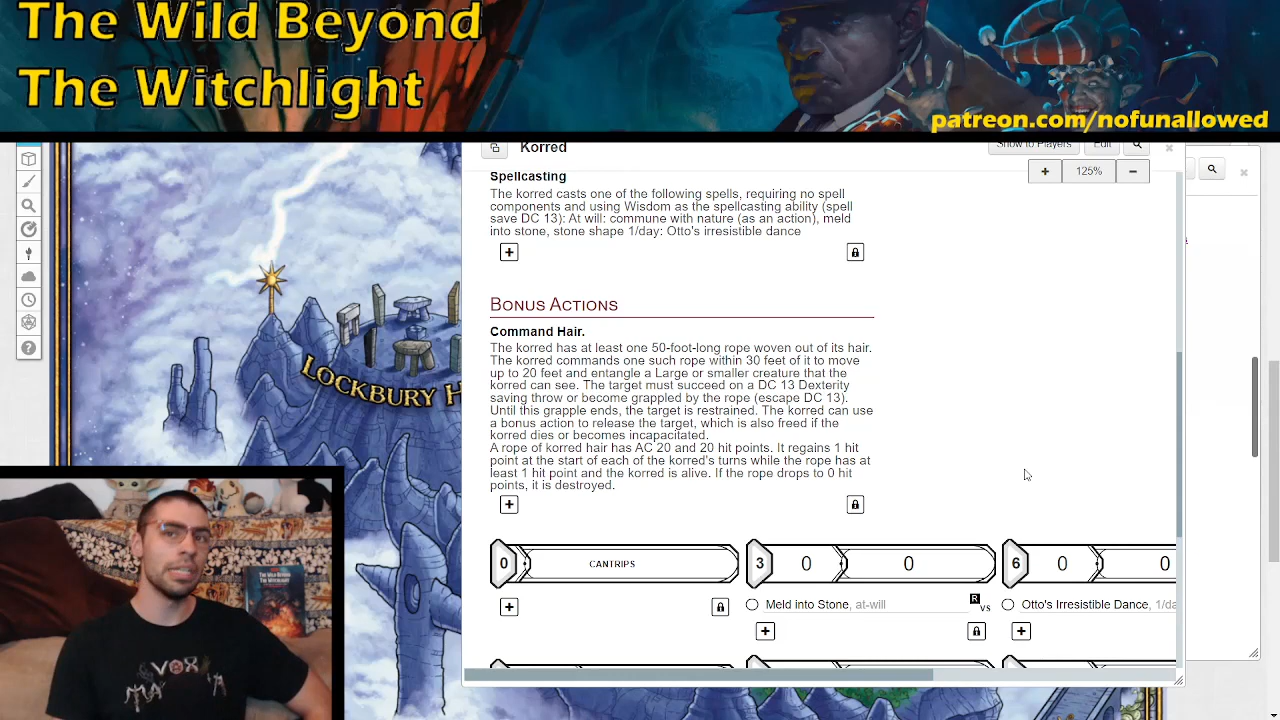 The Wild Beyond
The Witchlight
patreon.com/nofunallowed
Korred
Show to Players
Edit
+
125%
−
Spellcasting
The korred casts one of the following spells, requiring no spell
components and using Wisdom as the spellcasting ability (spell
save DC 13): At will: commune with nature (as an action), meld
into stone, stone shape 1/day: Otto's irresistible dance
+
BONUS ACTIONS
Command Hair.
The korred has at least one 50-foot-long rope woven out of its hair.
The korred commands one such rope within 30 feet of it to move
up to 20 feet and entangle a Large or smaller creature that the
korred can see. The target must succeed on a DC 13 Dexterity
saving throw or become grappled by the rope (escape DC 13).
Until this grapple ends, the target is restrained. The korred can use
a bonus action to release the target, which is also freed if the
korred dies or becomes incapacitated.
A rope of korred hair has AC 20 and 20 hit points. It regains 1 hit
point at the start of each of the korred's turns while the rope has at
least 1 hit point and the korred is alive. If the rope drops to 0 hit
points, it is destroyed.
+
0 CANTRIPS
3 0 0
6 0 0
+
Meld into Stone, at-will
R
VS
Otto's Irresistible Dance, 1/da
+
+
LOCKBURY H
THE WILD BEYOND
THE WITCHLIGHT
VOX
MA